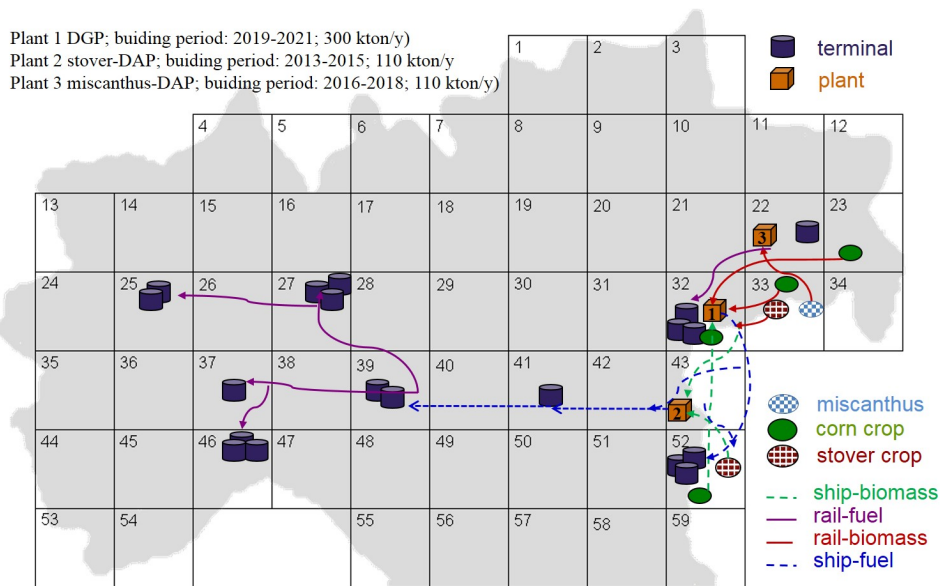 Plant 1 DGP; buiding period: 2019-2021; 300 kton/y)
Plant 2 stover-DAP; buiding period: 2013-2015; 110 kton/y
Plant 3 miscanthus-DAP; buiding period: 2016-2018; 110 kton/y)
terminal
plant
1 2 3
4 5 6 7 8 9 10 11 12
13 14 15 16 17 18 19 20 21 22 23
3
24 25 26 27 28 29 30 31 32 33 34
1
35 36 37 38 39 40 41 42 43
2
miscanthus
corn crop
44 45 46 47 48 49 50 51 52
stover crop
ship-biomass
53 54 55 56 57 58 59
rail-fuel
rail-biomass
ship-fuel